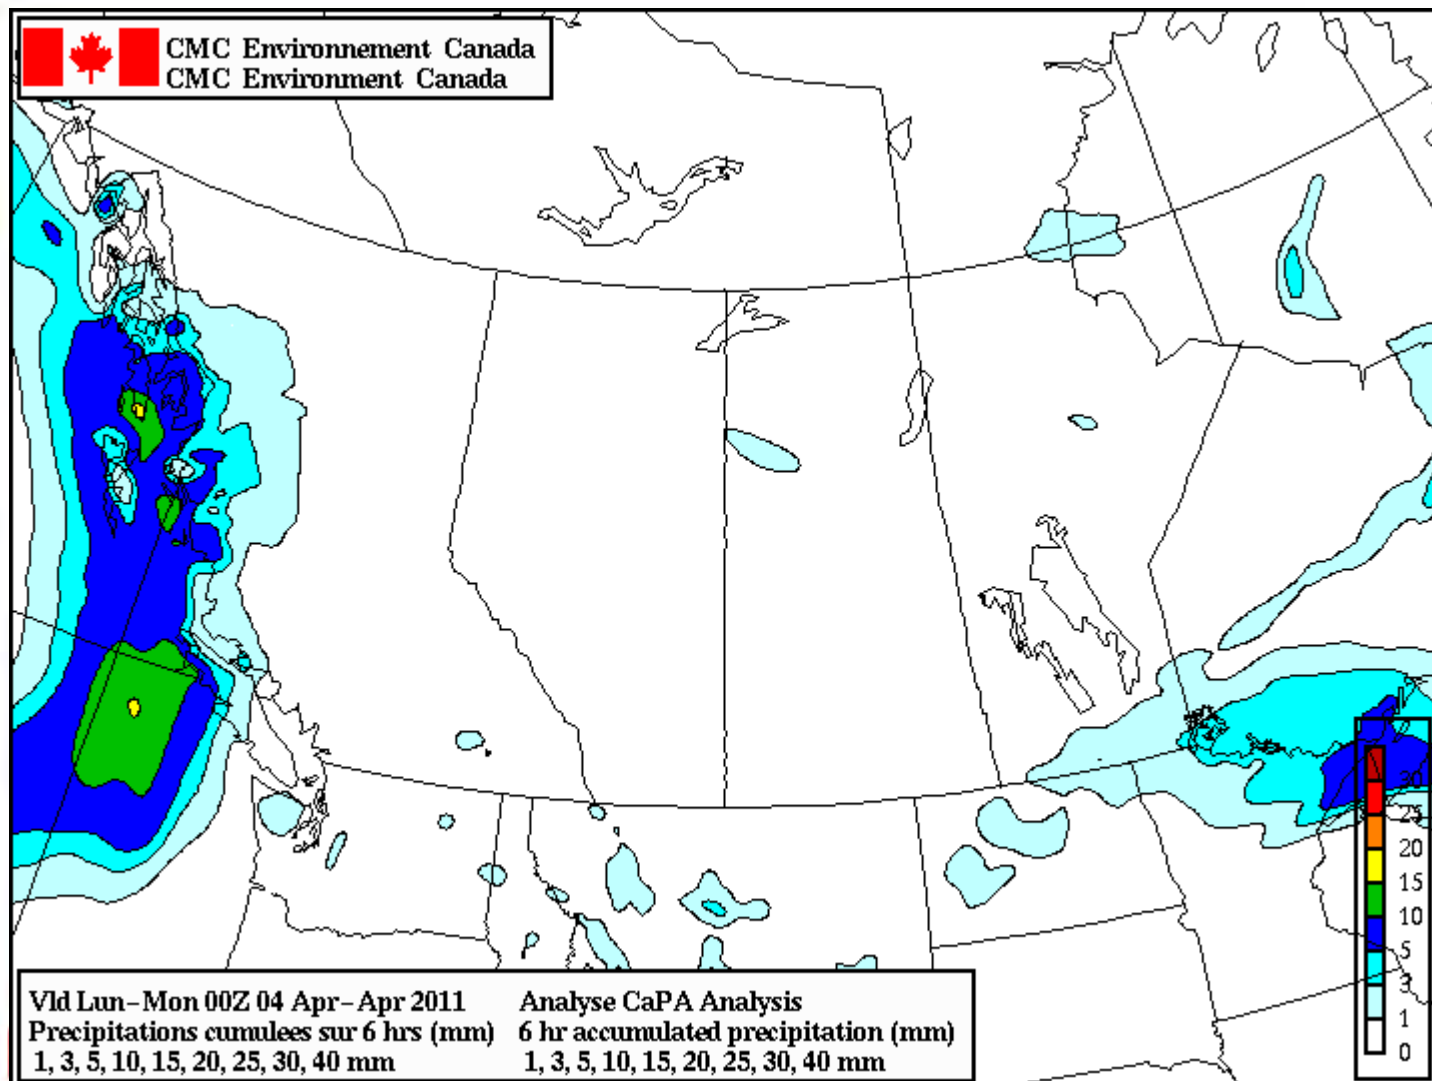 CMC Environnement Canada
CMC Environment Canada
30
25
20
15
10
5
3
1
0
Vld Lun-Mon 00Z 04 Apr-Apr 2011
Precipitations cumulees sur 6 hrs (mm)
1, 3, 5, 10, 15, 20, 25, 30, 40 mm
Analyse CaPA Analysis
6 hr accumulated precipitation (mm)
1, 3, 5, 10, 15, 20, 25, 30, 40 mm